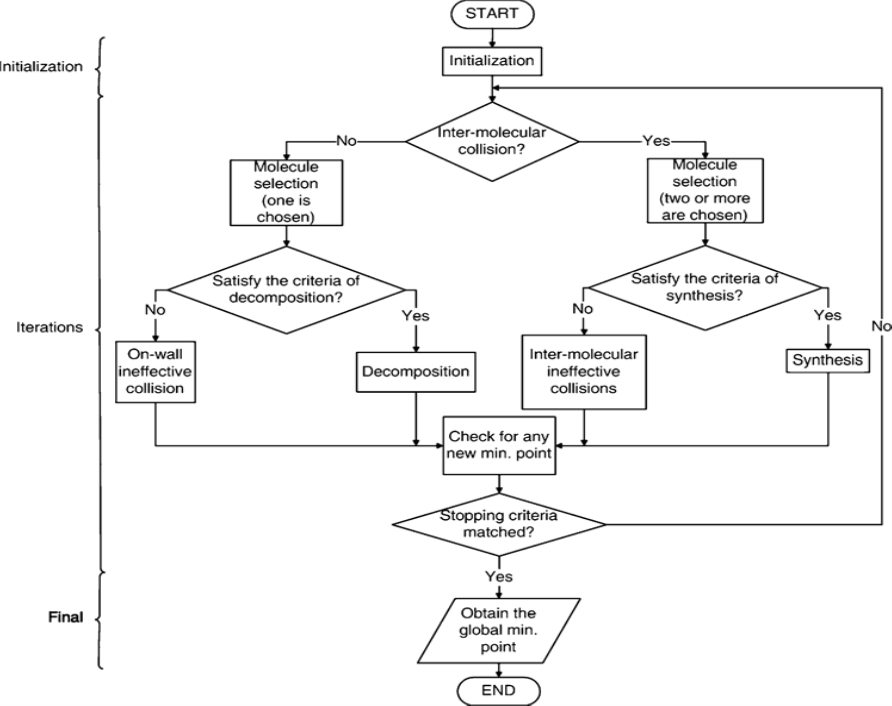 START
Initialization
Initialization
Inter-molecular
collision?
No
Yes
Molecule
selection
(one is
chosen)
Molecule
selection
(two or more
are chosen)
Satisfy the criteria of
decomposition?
Satisfy the criteria of
synthesis?
No
Yes
No
Yes
No
Iterations
On-wall
ineffective
collision
Decomposition
Inter-molecular
ineffective
collisions
Synthesis
Check for any
new min. point
Stopping criteria
matched?
Yes
Final
Obtain the
global min.
point
END